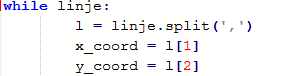 while linje:
l = linje.split(',')
x_coord = l[1]
y_coord = l[2]